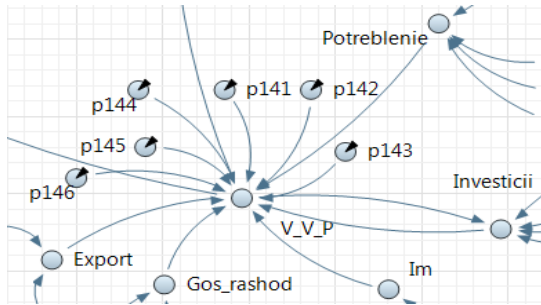 Potreblenie
p141
p142
p144
p145
p143
p146
Investicii
V_V_P
Export
Im
Gos_rashod